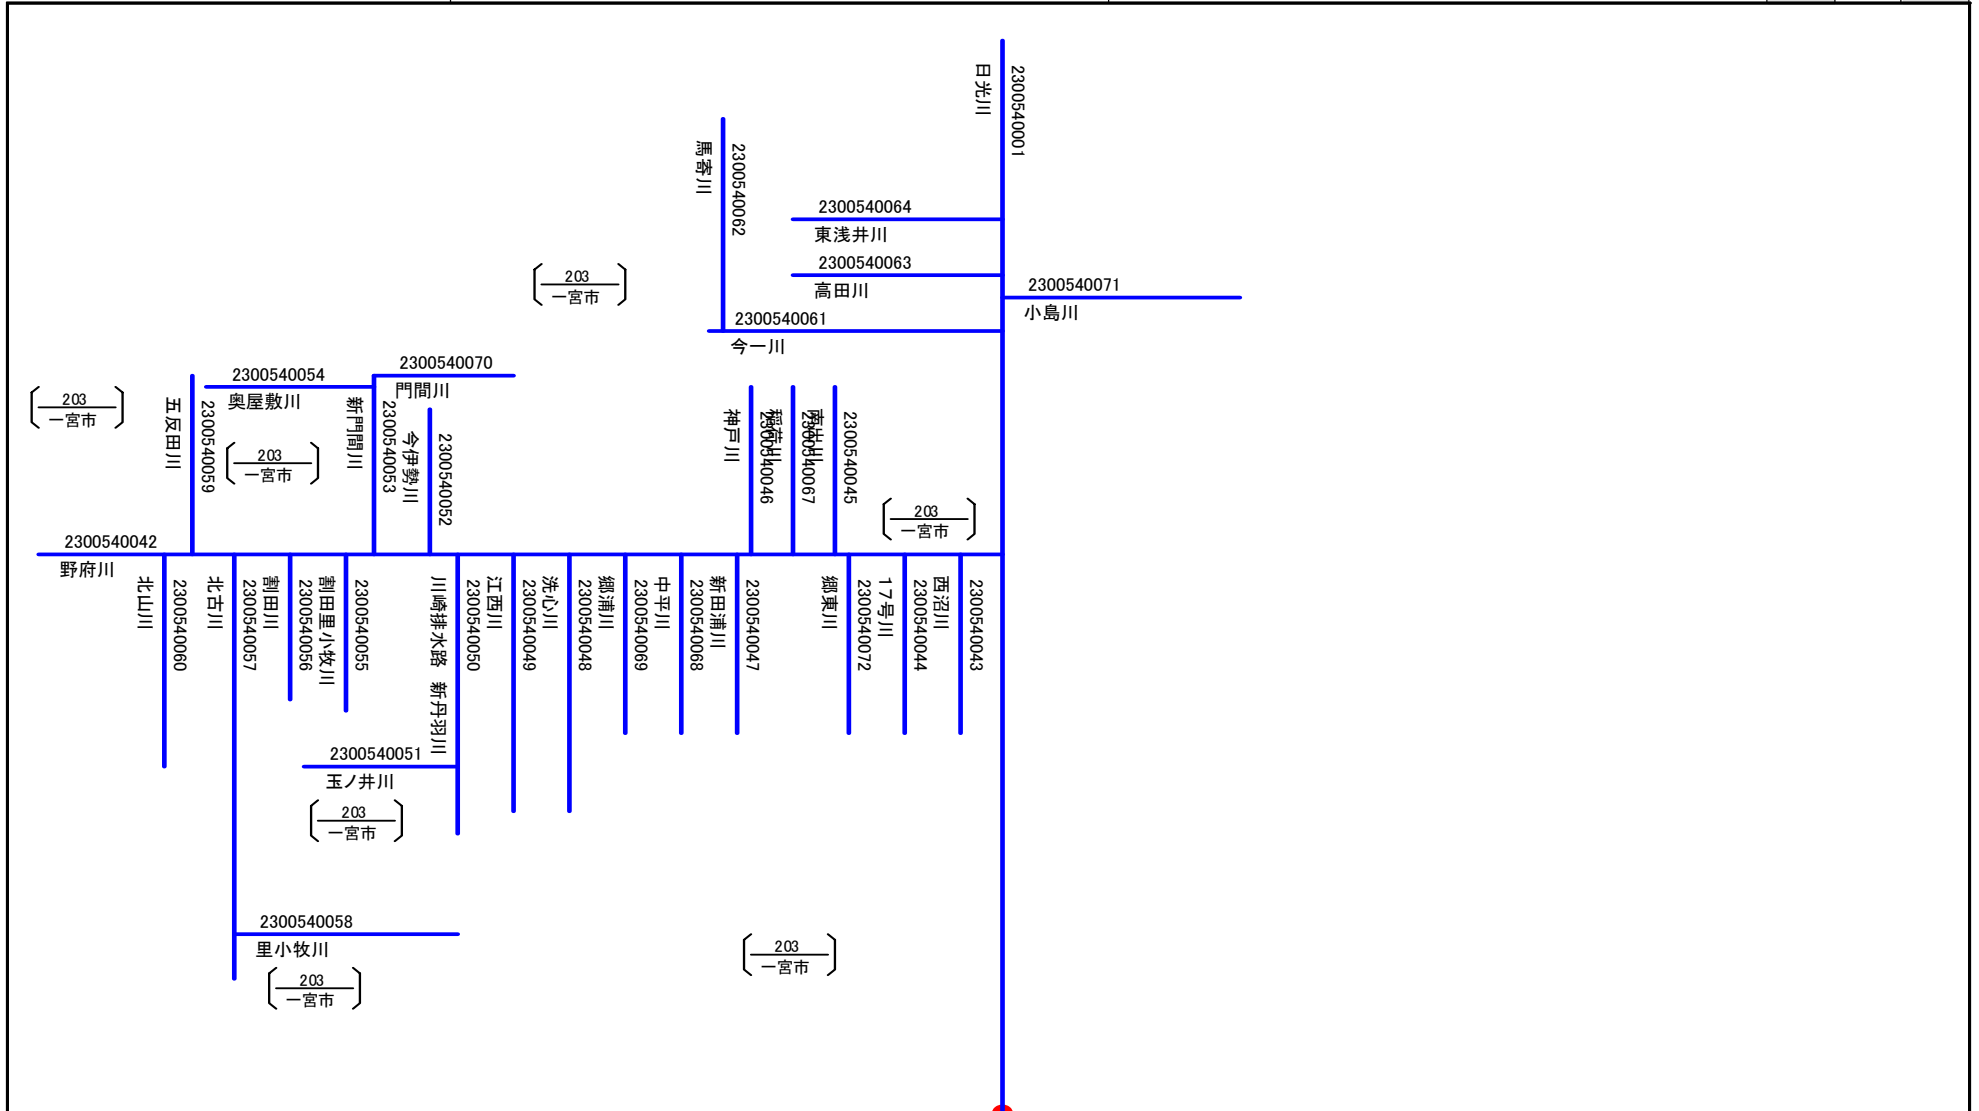 日光川
2300540001
馬寄川
2300540062
2300540064
東浅井川
2300540063
高田川
2300540071
小島川
2300540061
今一川
203
一宮市
2300540070
門間川
2300540054
奥屋敷川
203
一宮市
五反田川
2300540059
203
一宮市
新門間川
2300540053
今伊勢川
2300540052
神戸川
2300540046
稲荷川
2300540067
南出川
2300540045
203
一宮市
2300540042
野府川
北山川
2300540060
北古川
2300540057
割田川
2300540056
割田里小牧川
2300540055
川崎排水路 新丹羽川
2300540050
江西川
2300540049
洗心川
2300540048
郷浦川
2300540069
中平川
2300540068
新田浦川
2300540047
郷東川
2300540072
17号川
2300540044
西沼川
2300540043
2300540051
玉ノ井川
203
一宮市
2300540058
里小牧川
203
一宮市
203
一宮市